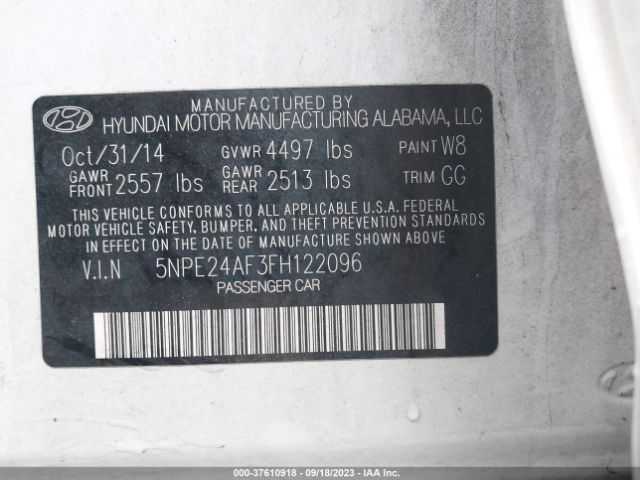 MANUFACTURED BY
HYUNDAI MOTOR MANUFACTURING ALABAMA, LLC
Oct/31/14 GVWR 4497 lbs PAINT W8
GAWR FRONT 2557 lbs GAWR REAR 2513 lbs TRIM GG
THIS VEHICLE CONFORMS TO ALL APPLICABLE U.S.A. FEDERAL
MOTOR VEHICLE SAFETY, BUMPER, AND THEFT PREVENTION
STANDARDS IN EFFECT ON THE DATE OF MANUFACTURE SHOWN ABOVE.
V.I.N 5NPE24AF3FH122096
PASSENGER CAR
000-37610918 - 09/18/2023 - IAAI.COM